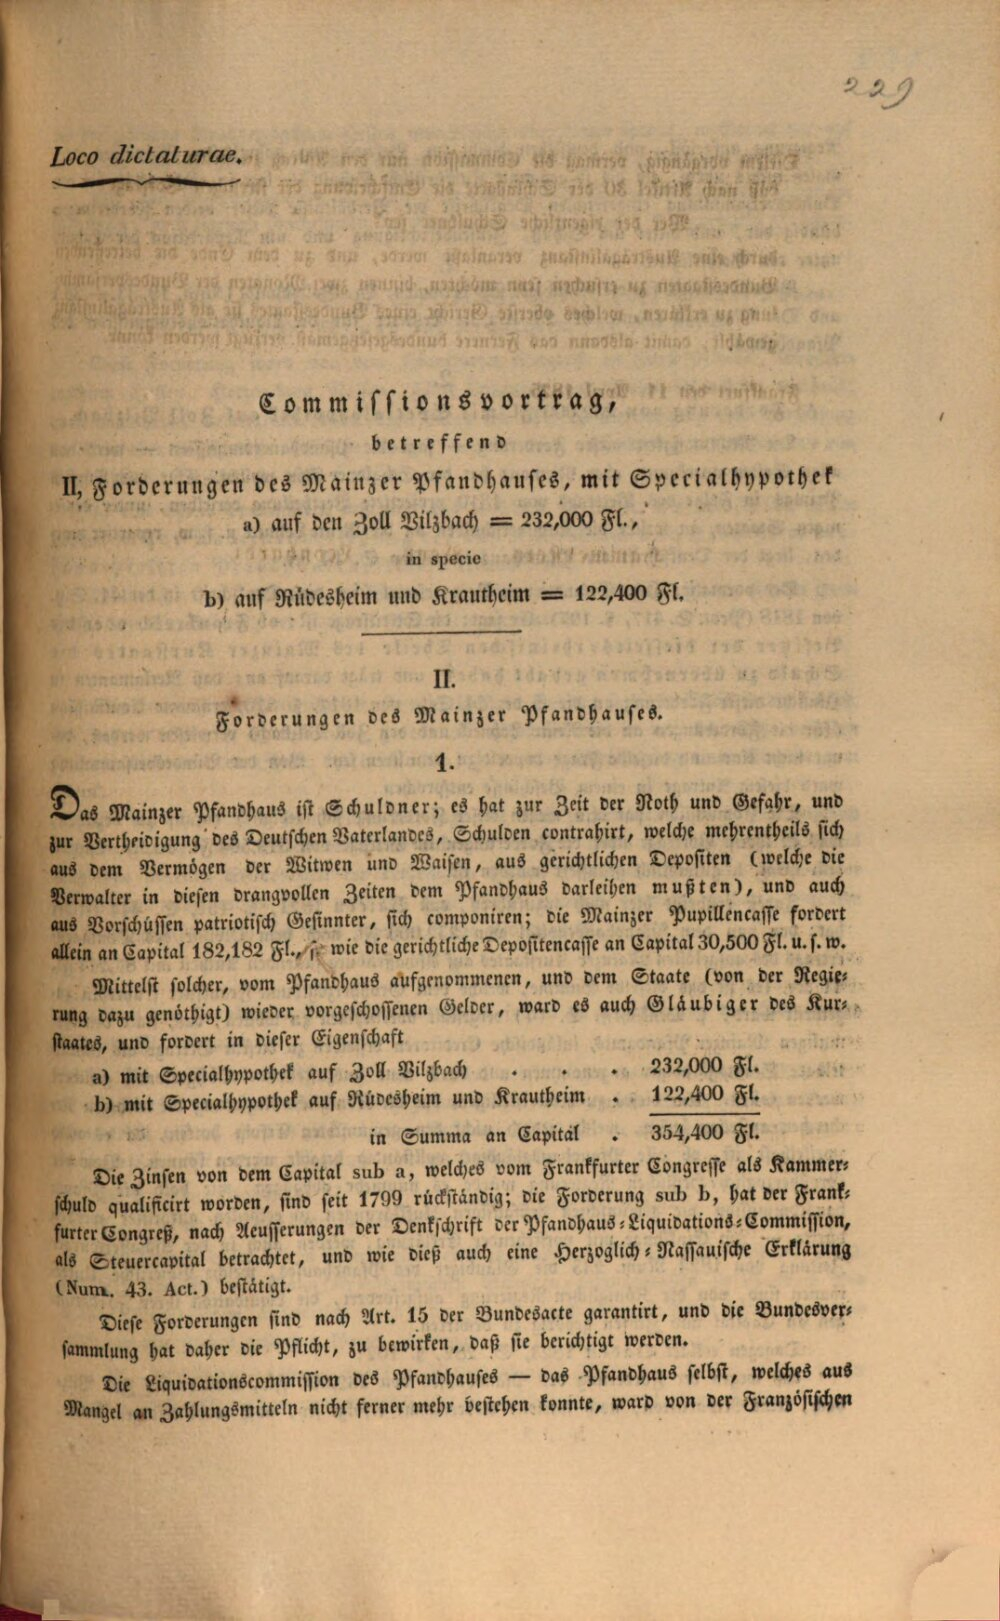 229
Loco dictaturae.
Commissionsvortrag,
betreffend
II, Forderungen des Mainzer Pfandhauses, mit Specialhypothek
a) auf den Zoll Vilzbach = 232,000 Fl.,
in specie
b) auf Rüdesheim und Krautheim = 122,400 Fl.
II.
Forderungen des Mainzer Pfandhauses.
1.
Das Mainzer Pfandhaus ist Schuldner; es hat zur Zeit der Noth und Gefahr, und
zur Vertheidigung des Deutschen Vaterlandes, Schulden contrahirt, welche mehrentheils sich
aus dem Vermögen der Witwen und Waisen, aus gerichtlichen Depositen (welche die
Verwalter in diesen drangvollen Zeiten dem Pfandhaus darleihen mußten), und auch
aus Vorschüssen patriotisch Gesinnter, sich componiren; die Mainzer Pupillencasse fordert
allein an Capital 182,182 Fl., so wie die gerichtliche Depositencasse an Capital 30,500 Fl. u. s. w.
Mittelst solcher, vom Pfandhaus aufgenommenen, und dem Staate (von der Regie-
rung dazu genöthigt) wieder vorgeschossenen Gelder, ward es auch Gläubiger des Kur-
staates, und fordert in dieser Eigenschaft
a) mit Specialhypothek auf Zoll Vilzbach . . . 232,000 Fl.
b) mit Specialhypothek auf Rüdesheim und Krautheim . 122,400 Fl.
in Summa an Capital . 354,400 Fl.
Die Zinsen von dem Capital sub a, welches vom Frankfurter Congresse als Kammer-
schuld qualificirt worden, sind seit 1799 rückständig; die Forderung sub b, hat der Frank-
furter Congreß, nach Aeusserungen der Denkschrift der Pfandhaus-Liquidations-Commission,
als Steuercapital betrachtet, und wie dieß auch eine Herzoglich-Nassauische Erklärung
(Num. 43. Act.) bestätigt.
Diese Forderungen sind nach Art. 15 der Bundesacte garantirt, und die Bundesver-
sammlung hat daher die Pflicht, zu bewirken, daß sie berichtigt werden.
Die Liquidationscommission des Pfandhauses — das Pfandhaus selbst, welches aus
Mangel an Zahlungsmitteln nicht ferner mehr bestehen konnte, ward von der Französischen